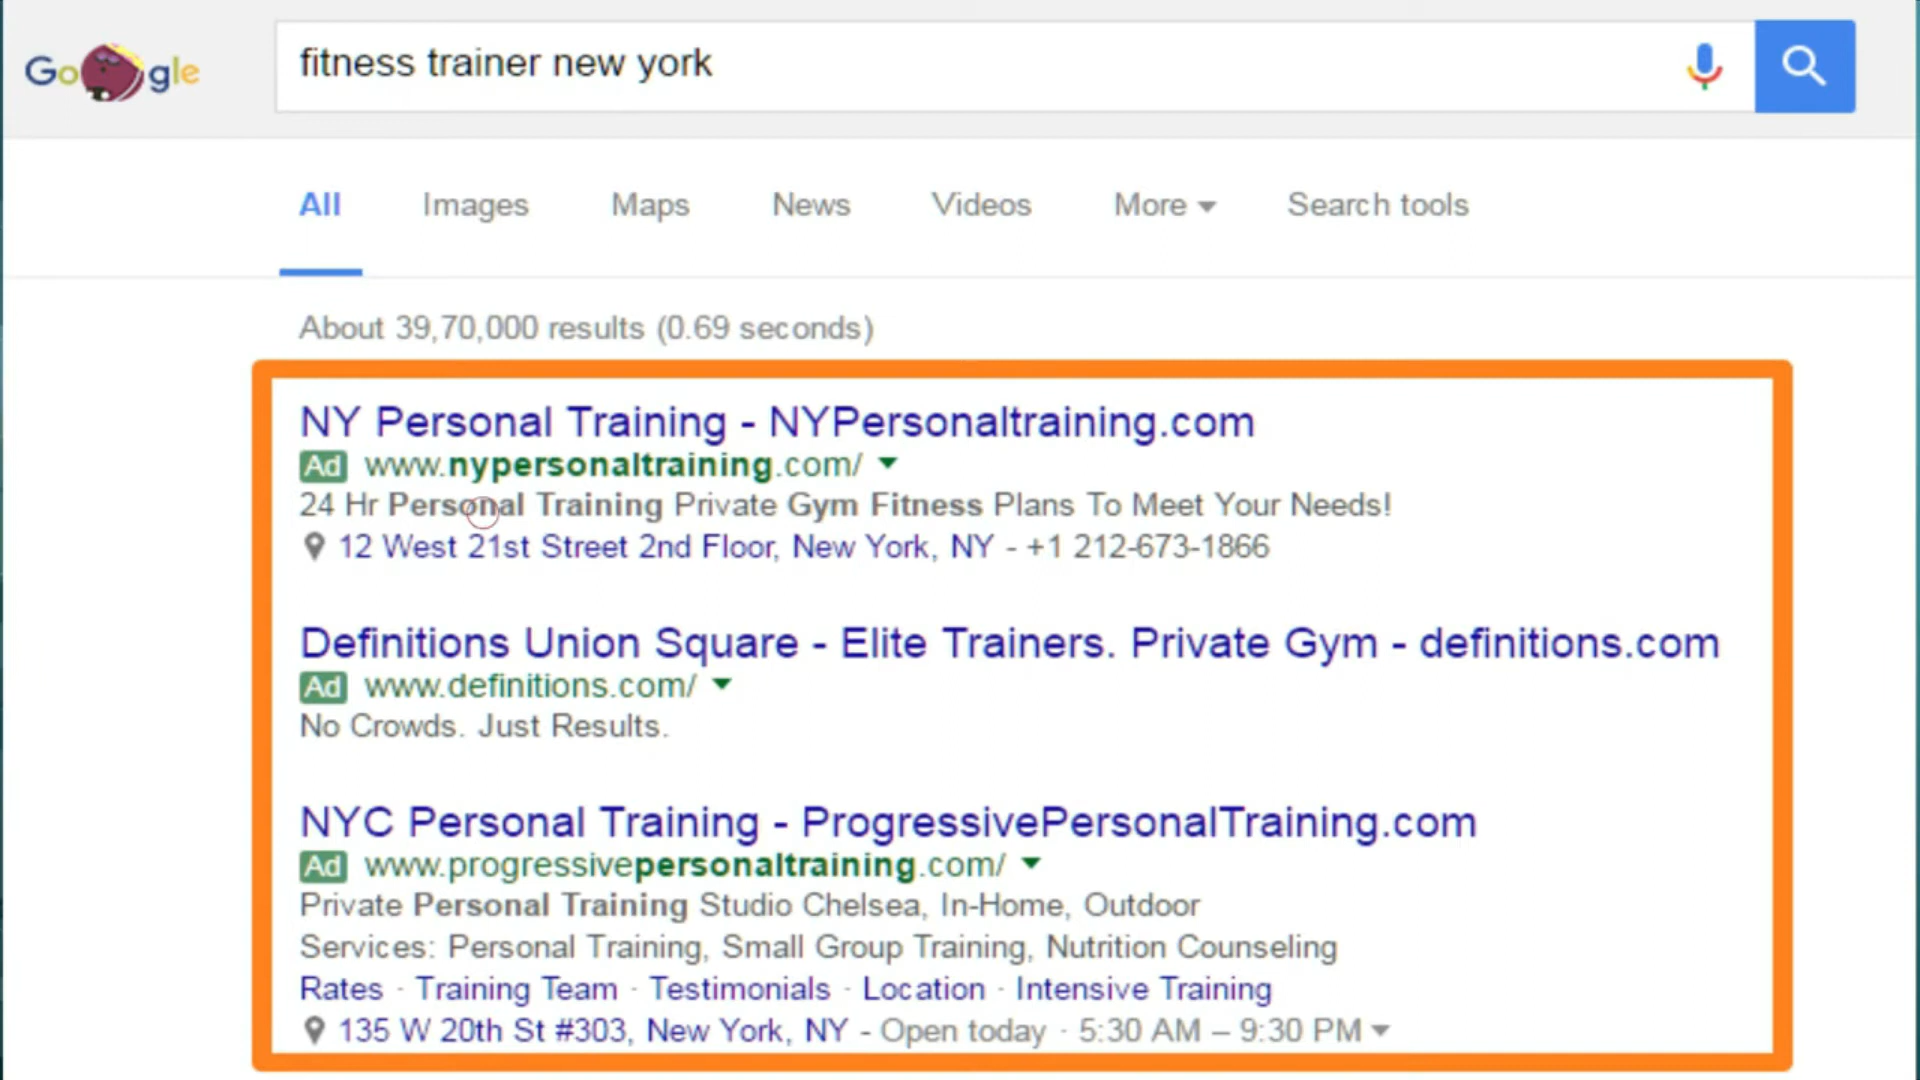 Google
fitness trainer new york
All Images Maps News Videos More Search tools
About 39,70,000 results (0.69 seconds)
NY Personal Training - NYPersonaltraining.com
Ad www.nypersonaltraining.com/
24 Hr Personal Training Private Gym Fitness Plans To Meet Your Needs!
12 West 21st Street 2nd Floor, New York, NY - +1 212-673-1866
Definitions Union Square - Elite Trainers. Private Gym - definitions.com
Ad www.definitions.com/
No Crowds. Just Results.
NYC Personal Training - ProgressivePersonalTraining.com
Ad www.progressivepersonaltraining.com/
Private Personal Training Studio Chelsea, In-Home, Outdoor
Services: Personal Training, Small Group Training, Nutrition Counseling
Rates · Training Team · Testimonials · Location · Intensive Training
135 W 20th St #303, New York, NY - Open today · 5:30 AM – 9:30 PM